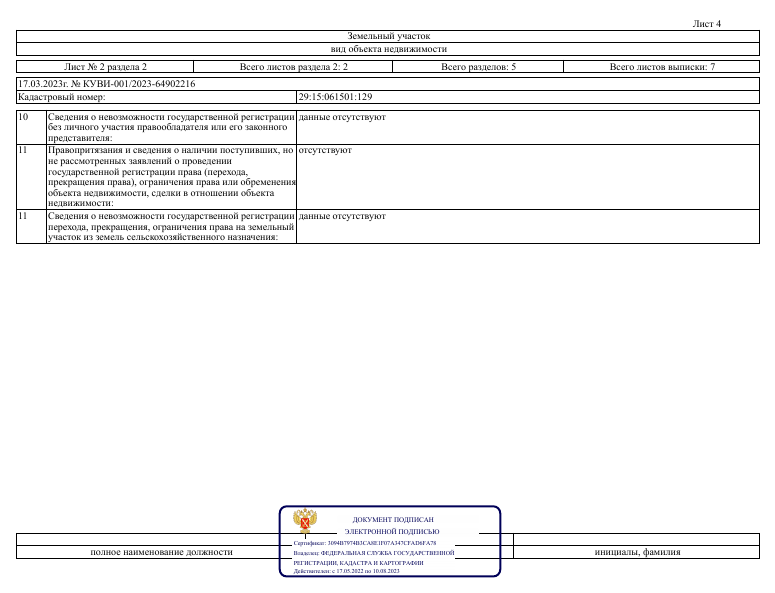 Лист 4
Земельный участок
вид объекта недвижимости
Лист № 2 раздела 2 Всего листов раздела 2: 2 Всего разделов: 5 Всего листов выписки: 7
17.03.2023г. № КУВИ-001/2023-64902216
Кадастровый номер: 29:15:061501:129
10 Сведения о невозможности государственной регистрации данные отсутствуют
без личного участия правообладателя или его законного
представителя:
11 Правопритязания и сведения о наличии поступивших, но отсутствуют
не рассмотренных заявлений о проведении
государственной регистрации права (перехода,
прекращения права), ограничения права или обременения
объекта недвижимости, сделки в отношении объекта
недвижимости:
11 Сведения о невозможности государственной регистрации данные отсутствуют
перехода, прекращения, ограничения права на земельный
участок из земель сельскохозяйственного назначения:
ДОКУМЕНТ ПОДПИСАН
ЭЛЕКТРОННОЙ ПОДПИСЬЮ
Сертификат:
Владелец: ФЕДЕРАЛЬНАЯ СЛУЖБА ГОСУДАРСТВЕННОЙ
РЕГИСТРАЦИИ, КАДАСТРА И КАРТОГРАФИИ
Действителен: с 17.05.2022 по 10.08.2023
полное наименование должности
инициалы, фамилия